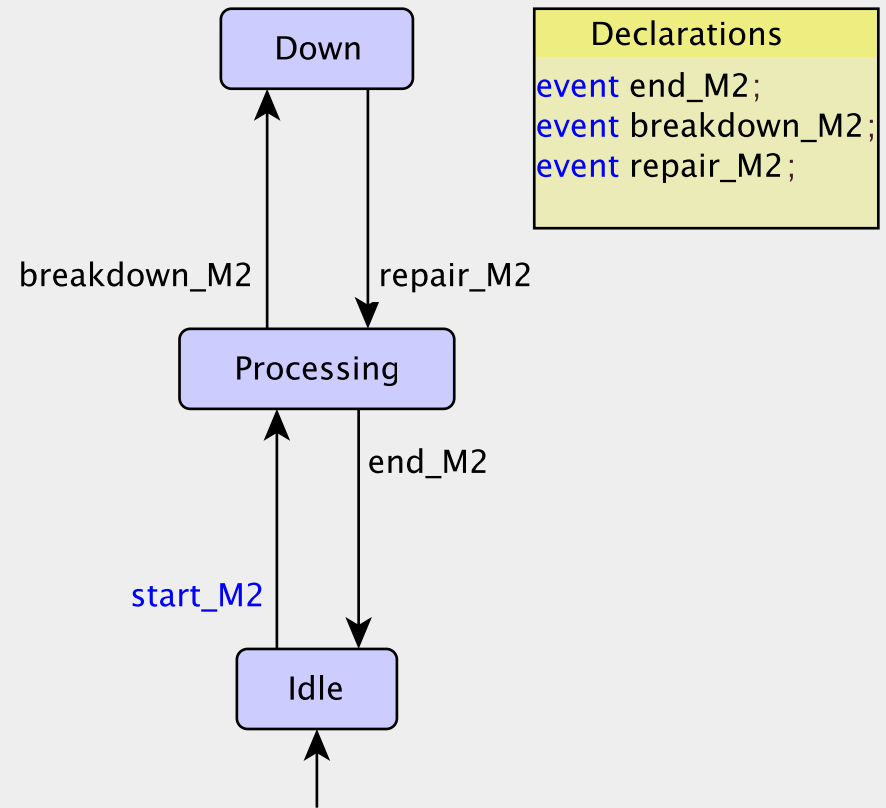 Down
Declarations
event end_M2;
event breakdown_M2;
event repair_M2;
breakdown_M2
repair_M2
Processing
end_M2
start_M2
Idle